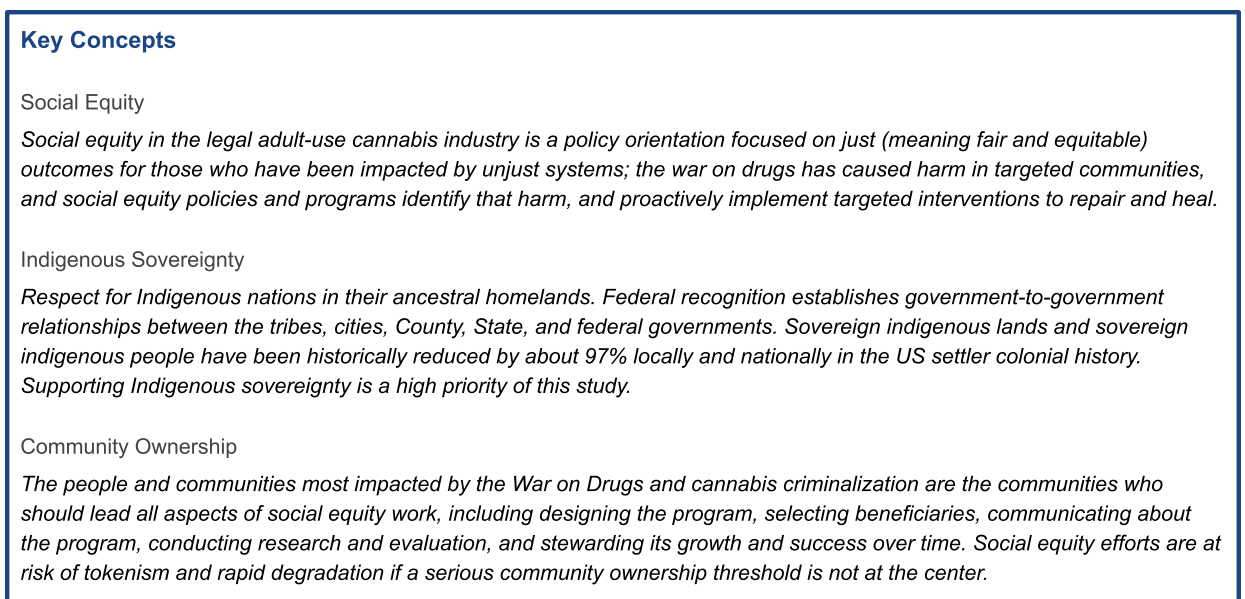 Key Concepts
Social Equity
Social equity in the legal adult-use cannabis industry is a policy orientation focused on just (meaning fair and equitable)
outcomes for those who have been impacted by unjust systems; the war on drugs has caused harm in targeted communities,
and social equity policies and programs identify that harm, and proactively implement targeted interventions to repair and heal.
Indigenous Sovereignty
Respect for Indigenous nations in their ancestral homelands. Federal recognition establishes government-to-government
relationships between the tribes, cities, County, State, and federal governments. Sovereign indigenous lands and sovereign
indigenous people have been historically reduced by about 97% locally and nationally in the US settler colonial history.
Supporting Indigenous sovereignty is a high priority of this study.
Community Ownership
The people and communities most impacted by the War on Drugs and cannabis criminalization are the communities who
should lead all aspects of social equity work, including designing the program, selecting beneficiaries, communicating about
the program, conducting research and evaluation, and stewarding its growth and success over time. Social equity efforts are at
risk of tokenism and rapid degradation if a serious community ownership threshold is not at the center.